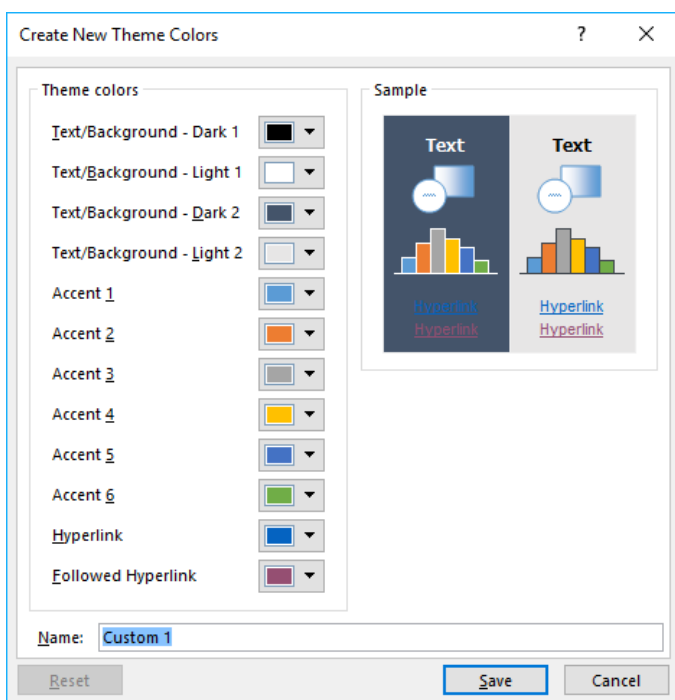 Create New Theme Colors
Theme colors
Text/Background - Dark 1
Text/Background - Light 1
Text/Background - Dark 2
Text/Background - Light 2
Accent 1
Accent 2
Accent 3
Accent 4
Accent 5
Accent 6
Hyperlink
Followed Hyperlink
Sample
Text Text
Hyperlink Hyperlink
Hyperlink Hyperlink
Name: Custom 1
Reset Save Cancel